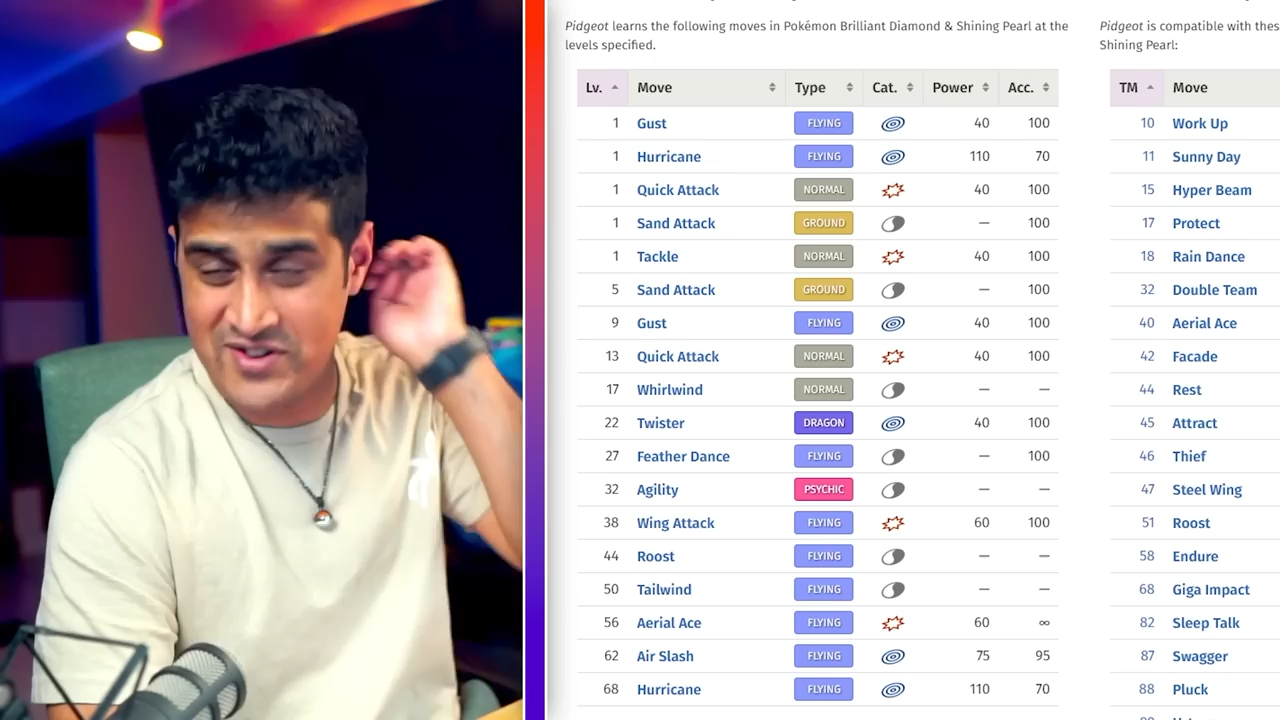 Pidgeot learns the following moves in Pokémon Brilliant Diamond & Shining Pearl at the
levels specified.
Lv. Move Type Cat. Power Acc.
1 Gust FLYING 40 100
1 Hurricane FLYING 110 70
1 Quick Attack NORMAL 40 100
1 Sand Attack GROUND — 100
1 Tackle NORMAL 40 100
5 Sand Attack GROUND — 100
9 Gust FLYING 40 100
13 Quick Attack NORMAL 40 100
17 Whirlwind NORMAL — —
22 Twister DRAGON 40 100
27 Feather Dance FLYING — 100
32 Agility PSYCHIC — —
38 Wing Attack FLYING 60 100
44 Roost FLYING — —
50 Tailwind FLYING — —
56 Aerial Ace FLYING 60 ∞
62 Air Slash FLYING 75 95
68 Hurricane FLYING 110 70
Pidgeot is compatible with thes
Shining Pearl:
TM Move
10 Work Up
11 Sunny Day
15 Hyper Beam
17 Protect
18 Rain Dance
32 Double Team
40 Aerial Ace
42 Facade
44 Rest
45 Attract
46 Thief
47 Steel Wing
51 Roost
58 Endure
68 Giga Impact
82 Sleep Talk
87 Swagger
88 Pluck